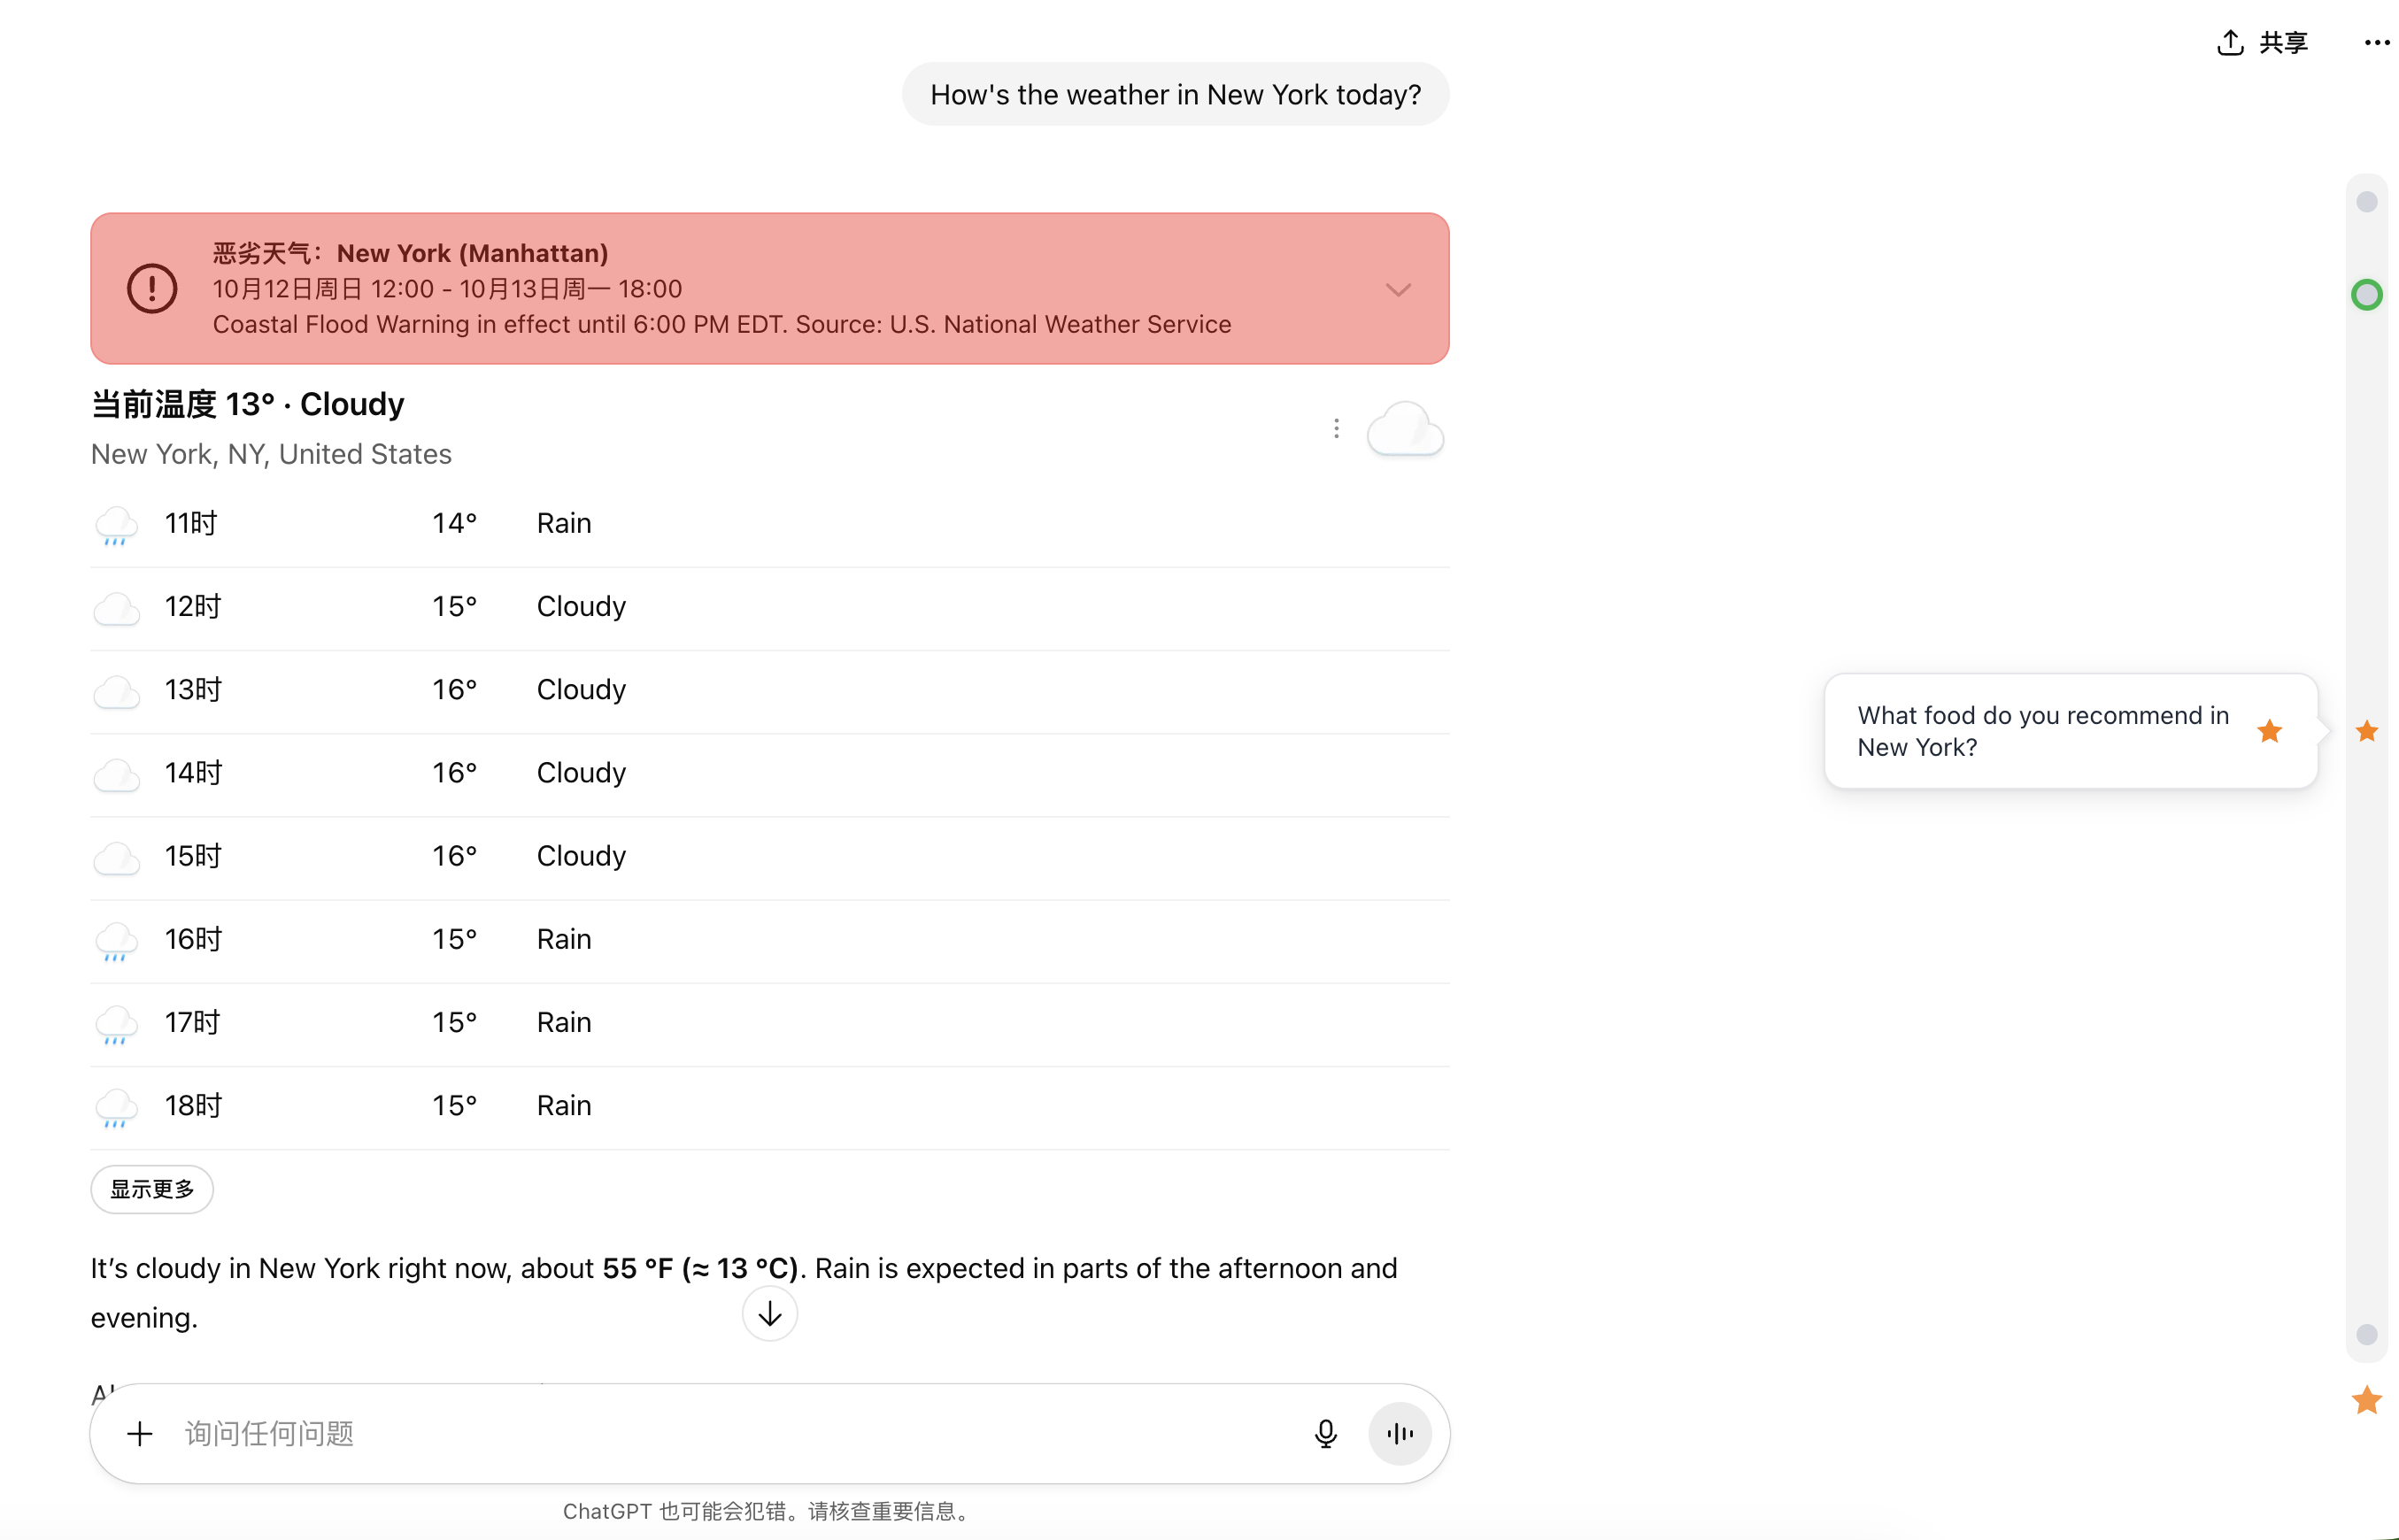 共享
How's the weather in New York today?
恶劣天气：New York (Manhattan)
10月12日周日 12:00 - 10月13日周一 18:00
Coastal Flood Warning in effect until 6:00 PM EDT. Source: U.S. National Weather Service
当前温度 13° · Cloudy
New York, NY, United States
11时 14° Rain
12时 15° Cloudy
13时 16° Cloudy
14时 16° Cloudy
15时 16° Cloudy
16时 15° Rain
17时 15° Rain
18时 15° Rain
显示更多
What food do you recommend in
New York?
It’s cloudy in New York right now, about 55 °F (≈ 13 °C). Rain is expected in parts of the afternoon and
evening.
询问任何问题
ChatGPT 也可能会犯错。请核查重要信息。